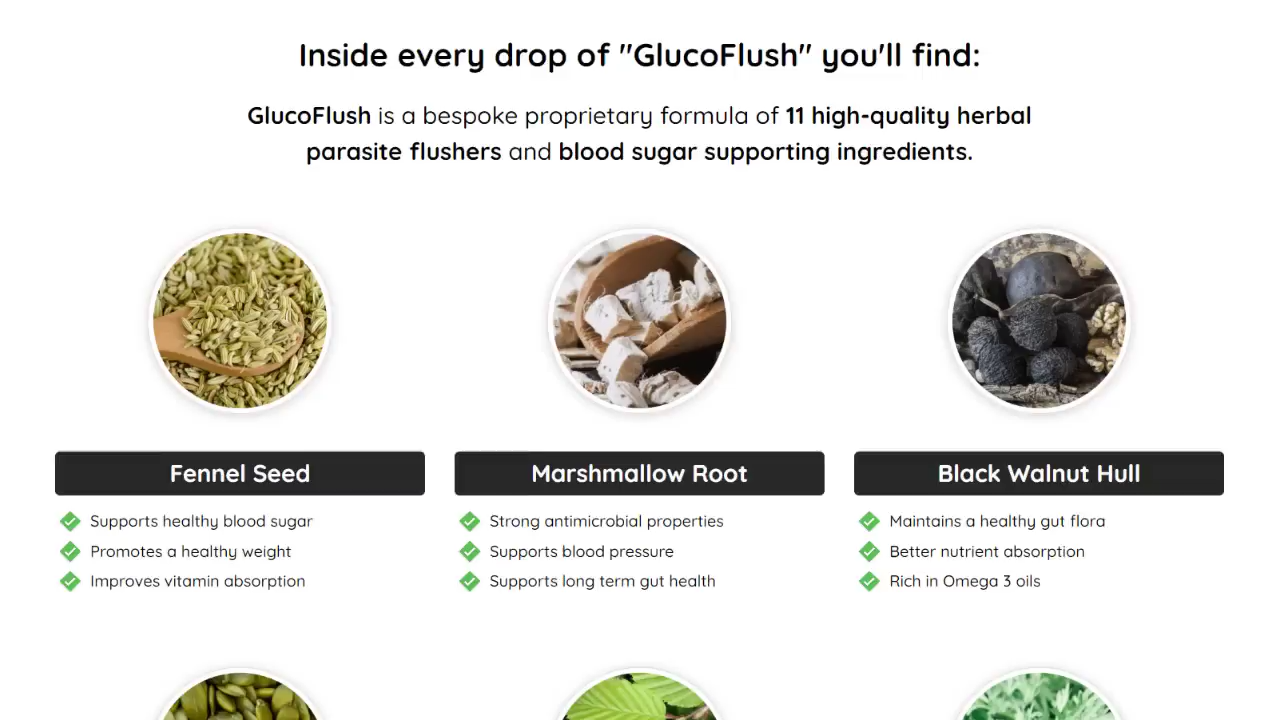 Inside every drop of "GlucoFlush" you'll find:
GlucoFlush is a bespoke proprietary formula of 11 high-quality herbal
parasite flushers and blood sugar supporting ingredients.
Fennel Seed
Supports healthy blood sugar
Promotes a healthy weight
Improves vitamin absorption
Marshmallow Root
Strong antimicrobial properties
Supports blood pressure
Supports long term gut health
Black Walnut Hull
Maintains a healthy gut flora
Better nutrient absorption
Rich in Omega 3 oils